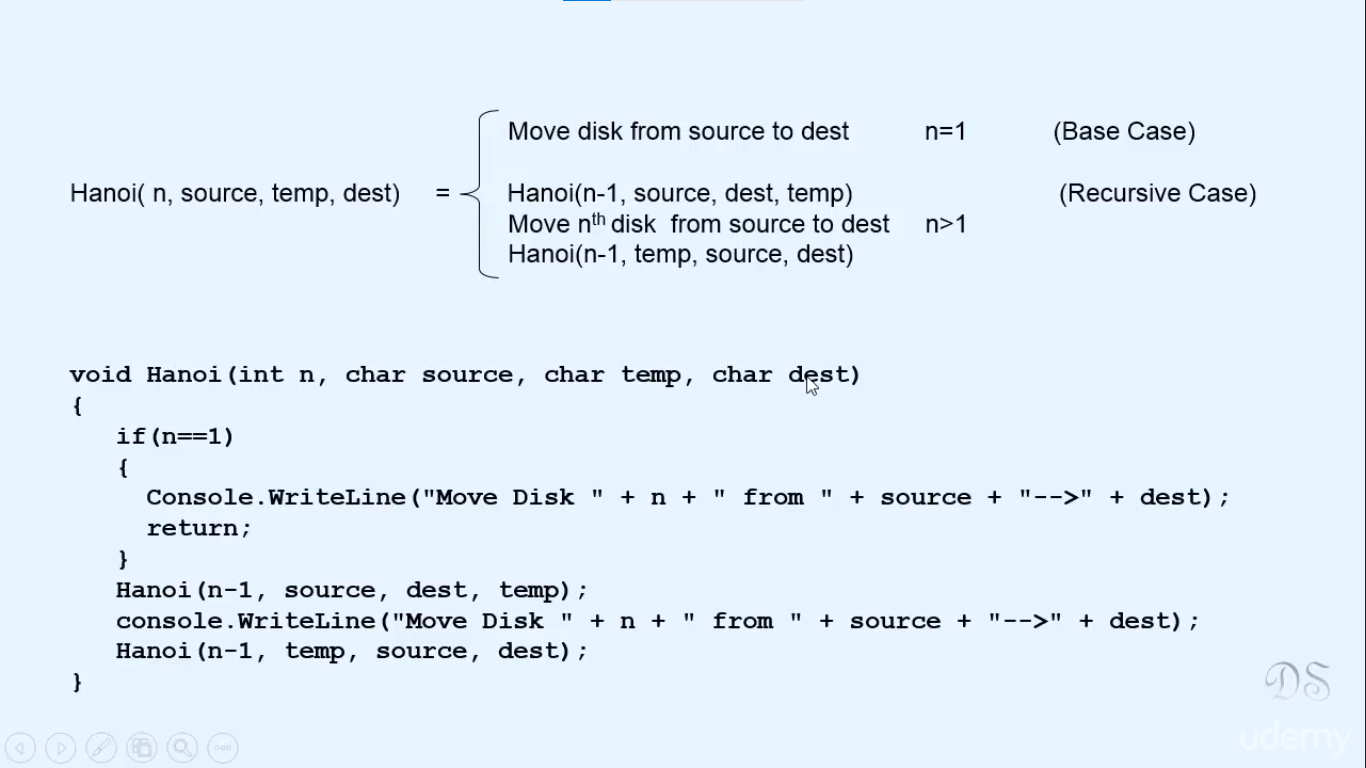 Move disk from source to dest n=1 (Base Case)
Hanoi( n, source, temp, dest) = Hanoi(n-1, source, dest, temp) (Recursive Case)
Move nth disk from source to dest n>1
Hanoi(n-1, temp, source, dest)
void Hanoi(int n, char source, char temp, char dest)
{
if(n==1)
{
Console.WriteLine("Move Disk " + n + " from " + source + "-->" + dest);
return;
}
Hanoi(n-1, source, dest, temp);
console.WriteLine("Move Disk " + n + " from " + source + "-->" + dest);
Hanoi(n-1, temp, source, dest);
}
DS
udemy